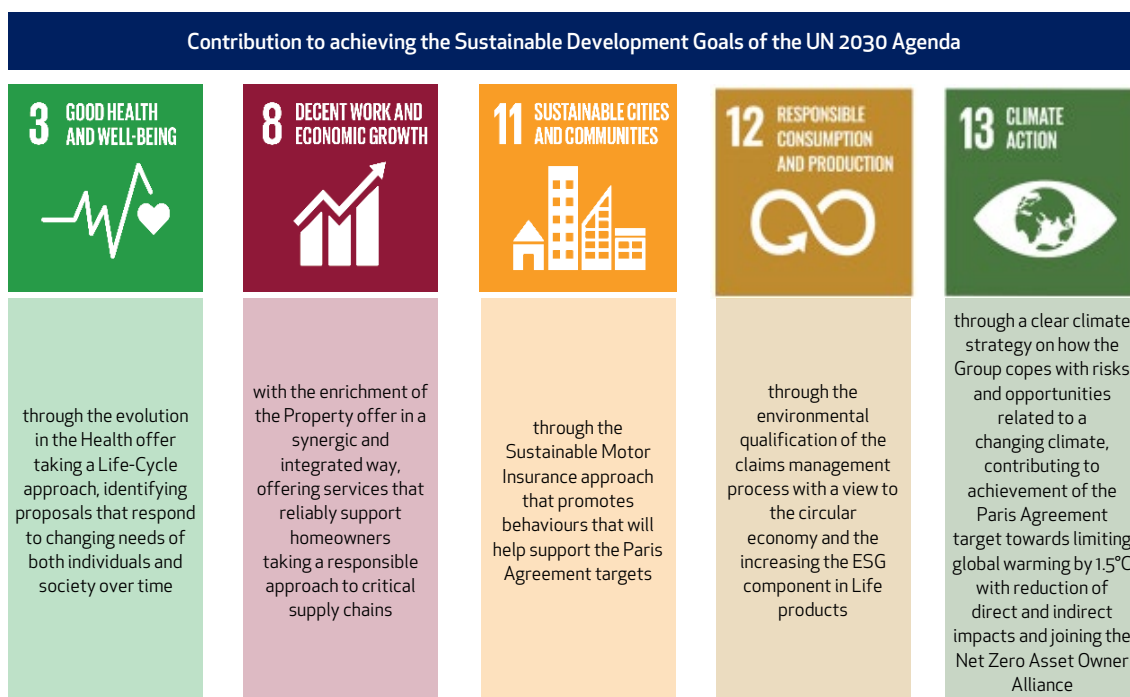 Contribution to achieving the Sustainable Development Goals of the UN 2030 Agenda
3 GOOD HEALTH
AND WELL-BEING
through the evolution
in the Health offer
taking a Life-Cycle
approach, identifying
proposals that respond
to changing needs of
both individuals and
society over time
8 DECENT WORK AND
ECONOMIC GROWTH
with the enrichment of
the Property offer in a
synergic and
integrated way,
offering services that
reliably support
homeowners
taking a responsible
approach to critical
supply chains
11 SUSTAINABLE CITIES
AND COMMUNITIES
through the
Sustainable Motor
Insurance approach
that promotes
behaviours that will
help support the Paris
Agreement targets
12 RESPONSIBLE
CONSUMPTION
AND PRODUCTION
through the
environmental
qualification of the
claims management
process with a view to
the circular
economy and the
increasing the ESG
component in Life
products
13 CLIMATE
ACTION
through a clear climate
strategy on how the
Group copes with risks
and opportunities
related to a
changing climate,
contributing to
achievement of the
Paris Agreement
target towards limiting
global warming by 1.5°C
with reduction of
direct and indirect
impacts and joining the
Net Zero Asset Owner
Alliance